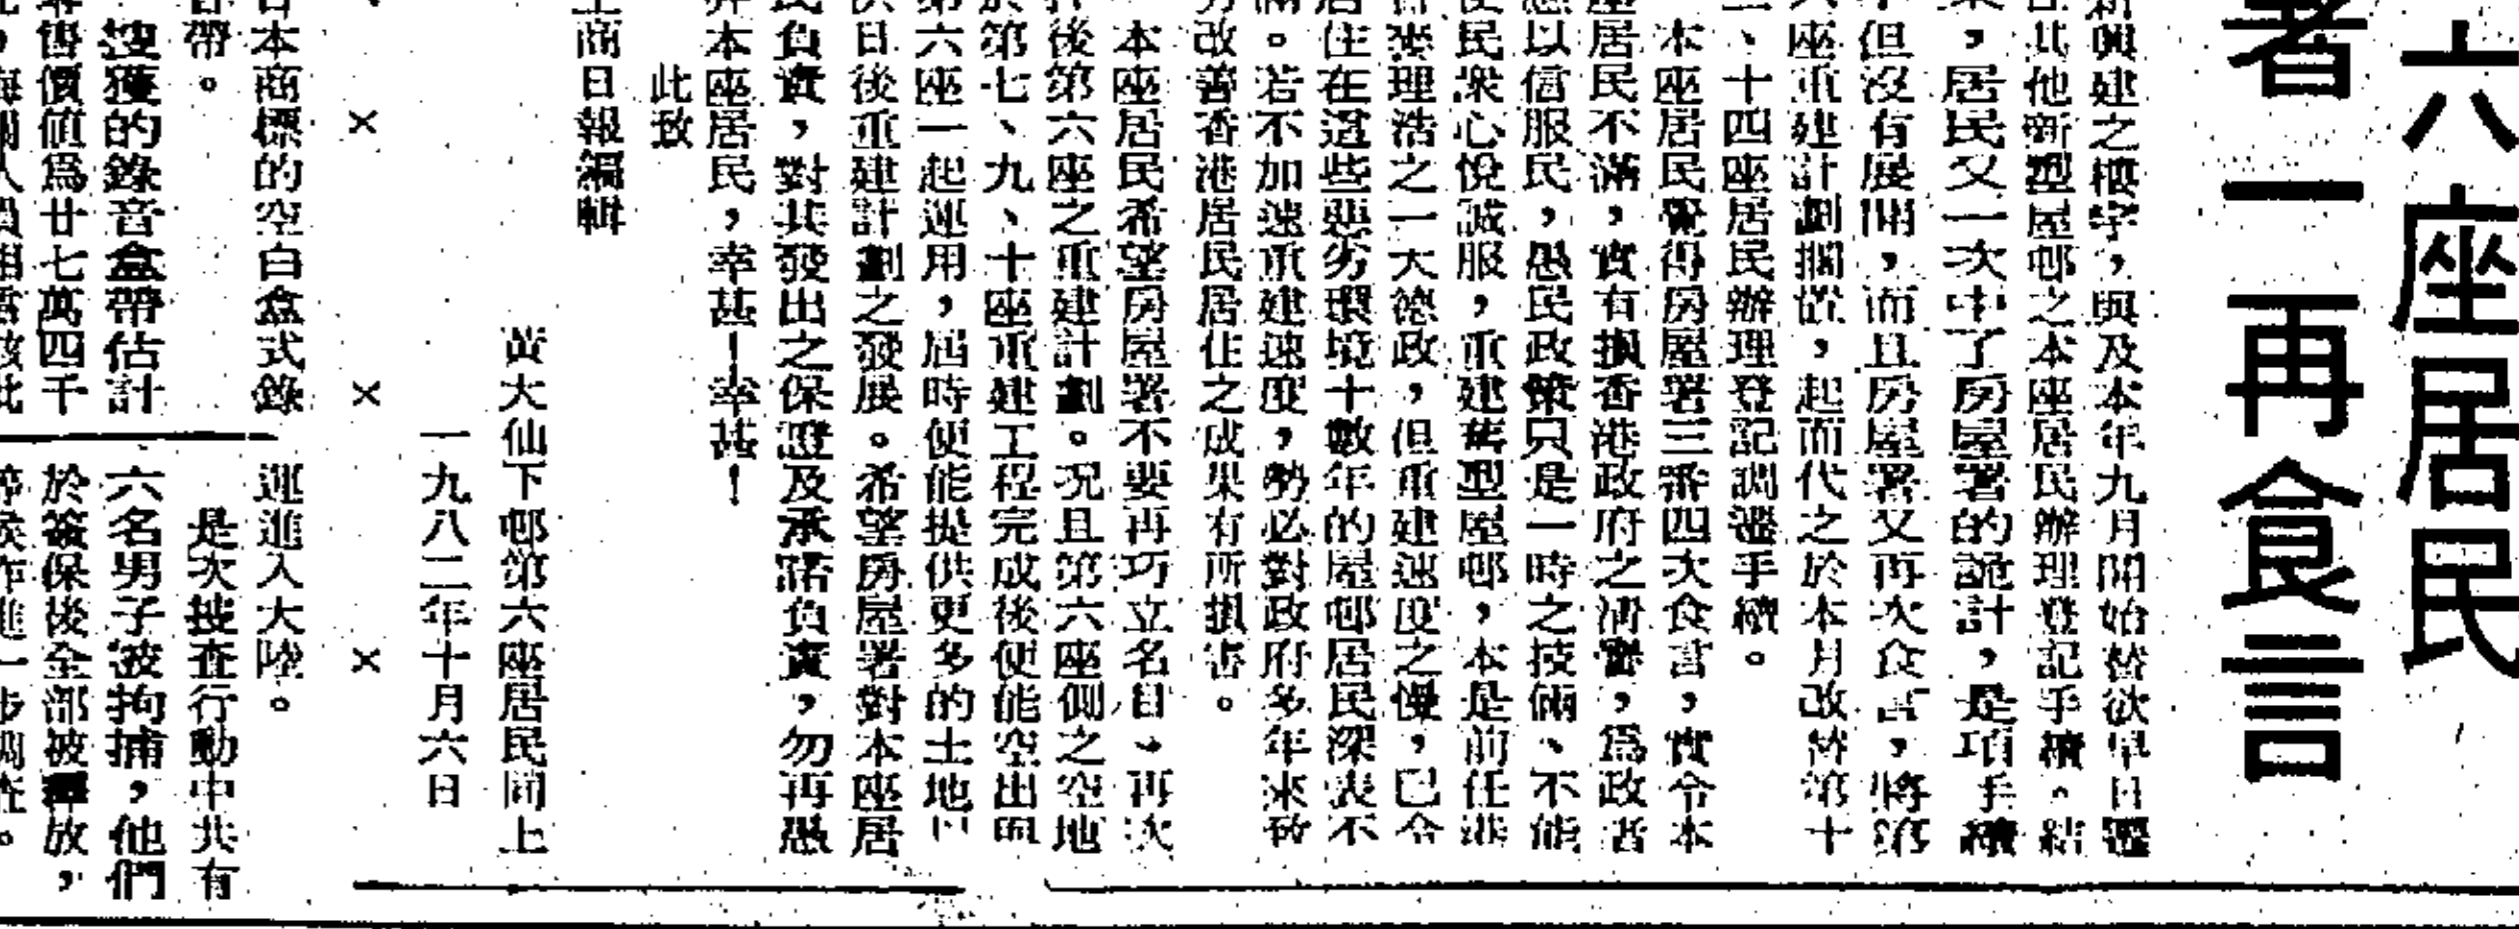 六座居民
署一再食言
新興建之樓宇，與及本年九月開始替欲早日遷
其他新型屋邨之本座居民辦理登記手續。結
，居民又一次中了房屋署的詭計，是項手續
但沒有展開，而且房屋署又再次食言，將第
座重建計劃擱置，起而代之於本月改替第十
、十四座居民辦理登記調遷手續。
本座居民覺得房屋署三番四次食言，實令本
座居民不滿，實有損香港政府之清譽，為政者
以信服民，愚民政策只是一時之技倆、不能
使民衆心悅誠服，重建舊型屋邨，本是前任港
理浩之一大德政，但重建速度之慢，已令
居住在這些惡劣環境十數年的屋邨居民深表不
滿。若不加速重建速度，勢必對政府多年來致
力改善香港居民居住之成果有所損害。
本座居民希望房屋署不要再巧立名目、再次
後第六座之重建計劃。況且第六座側之空地
於第七、九、十座重建工程完成後便能空出與
第六座一起運用，屆時便能提供更多的土地以
供日後重建計劃之發展。希望房屋署對本座居
民負責，對其發出之保證及承諾負責，勿再愚
弄本座居民，幸甚！幸甚！
此致
工商日報編輯
黃大仙下邨第六座居民同上
一九八二年十月六日
× × ×
本商標的空白盒式錄
音帶。
搜獲的錄音盒帶估計
售價值爲廿七萬四千
運進入大陸。
是次搜查行動中共有
六名男子被拘捕，他們
於簽保後全部被釋放，
進一步調查。